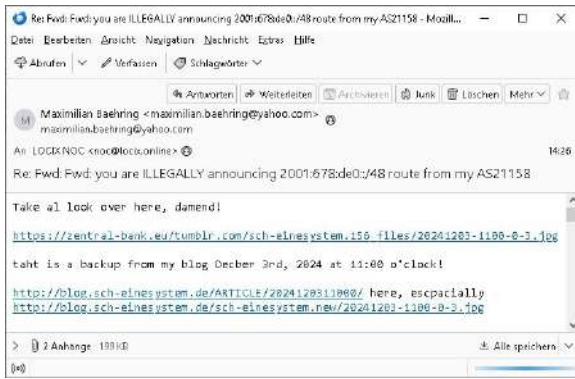 Re: Fwd: Fwd: you are ILLEGALLY announcing 2001:678:de0::/48 route from my AS21158 - Mozill...
Datei Bearbeiten Ansicht Navigation Nachricht Extras Hilfe
Abrufen Verfassen Schlagwörter
Antworten Weiterleiten Archivieren Junk Löschen Mehr
M Maximilian Baehring <maximilian.baehring@yahoo.com>
maximilian.baehring@yahoo.com
An LOCIX NOC <noc@locix.online> 14:26
Re: Fwd: Fwd: you are ILLEGALLY announcing 2001:678:de0::/48 route from my AS21158
Take al look over here, damend!
https://zentral-bank.eu/tumblr.com/sch-einesystem.156_files/20241203-1100-0-3.jpg
taht is a backup from my blog Decber 3rd, 2024 at 11:00 o'clock!
http://blog.sch-einesystem.de/ARTICLE/2024120311000/ here, escpacially
http://blog.sch-einesystem.de/sch-einesystem.new/20241203-1100-0-3.jpg
2 Anhänge 199 KB Alle speichern